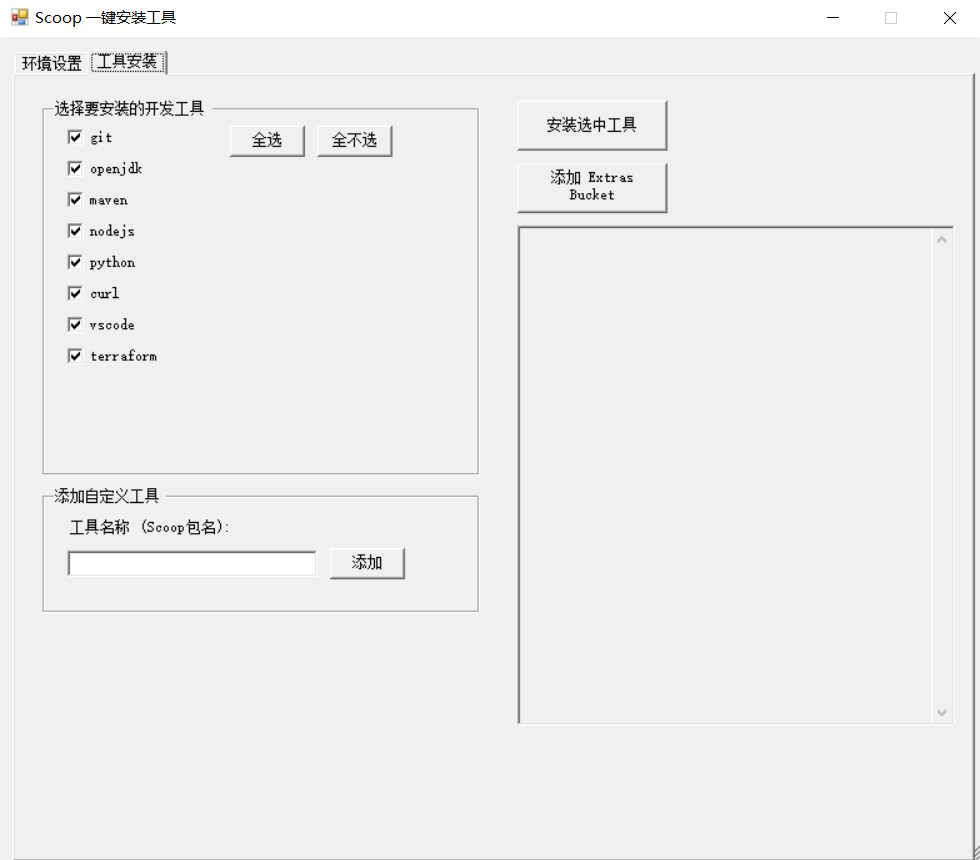 Scoop 一键安装工具
环境设置 工具安装
选择要安装的开发工具
git
全选 全不选
openjdk
maven
nodejs
python
curl
vscode
terraform
安装选中工具
添加 Extras
Bucket
添加自定义工具
工具名称 (Scoop包名):
添加